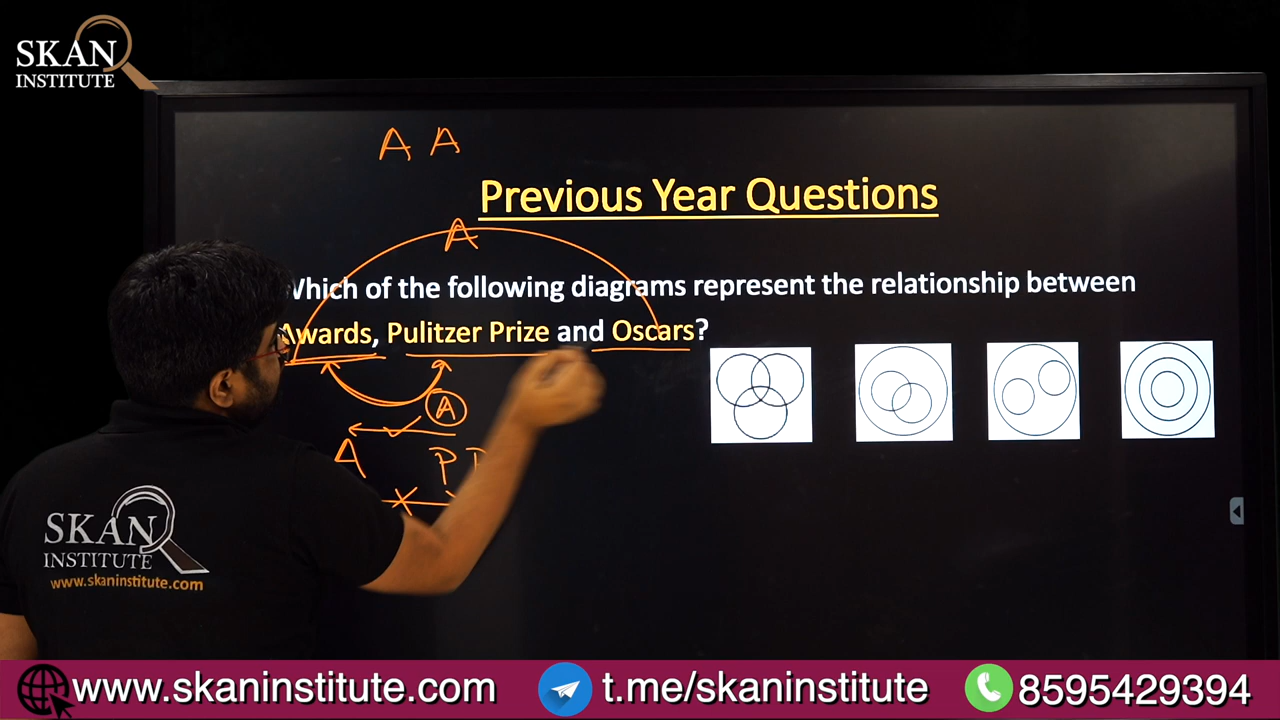 SKAN
INSTITUTE
A A
Previous Year Questions
A
Which of the following diagrams represent the relationship between
Awards, Pulitzer Prize and Oscars?
A
A P
SKAN
INSTITUTE
www.skaninstitute.com
www.skaninstitute.com t.me/skaninstitute 8595429394